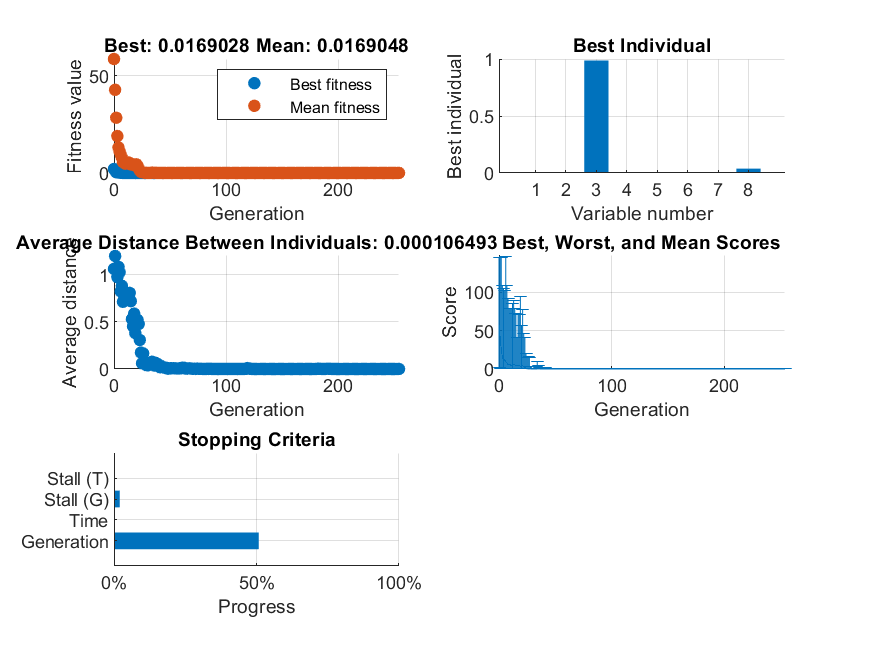 Best: 0.0169028 Mean: 0.0169048
Fitness value
50
0
Best fitness
Mean fitness
0 100 200
Generation
Best Individual
Best individual
1
0.5
0
1 2 3 4 5 6 7 8
Variable number
Average Distance Between Individuals: 0.000106493
Average distance
1
0.5
0
0 100 200
Generation
Best, Worst, and Mean Scores
Score
100
50
0
0 100 200
Generation
Stopping Criteria
Stall (T)
Stall (G)
Time
Generation
0% 50% 100%
Progress